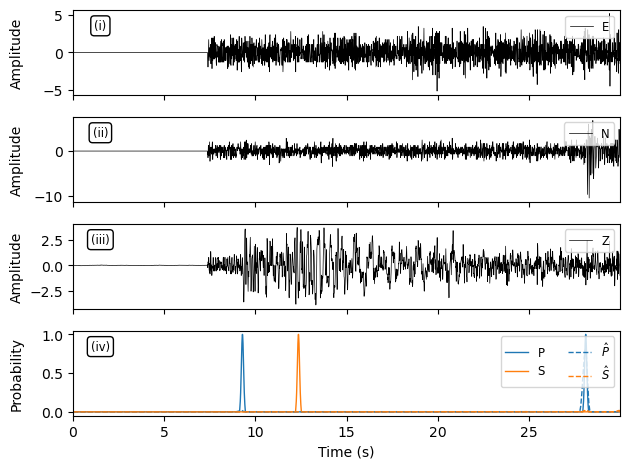 (i)
E
Amplitude
5
0
−5
(ii)
N
Amplitude
0
−10
(iii)
Z
Amplitude
2.5
0.0
−2.5
(iv)
P
S
P̂
Ŝ
Probability
1.0
0.5
0.0
0 5 10 15 20 25
Time (s)